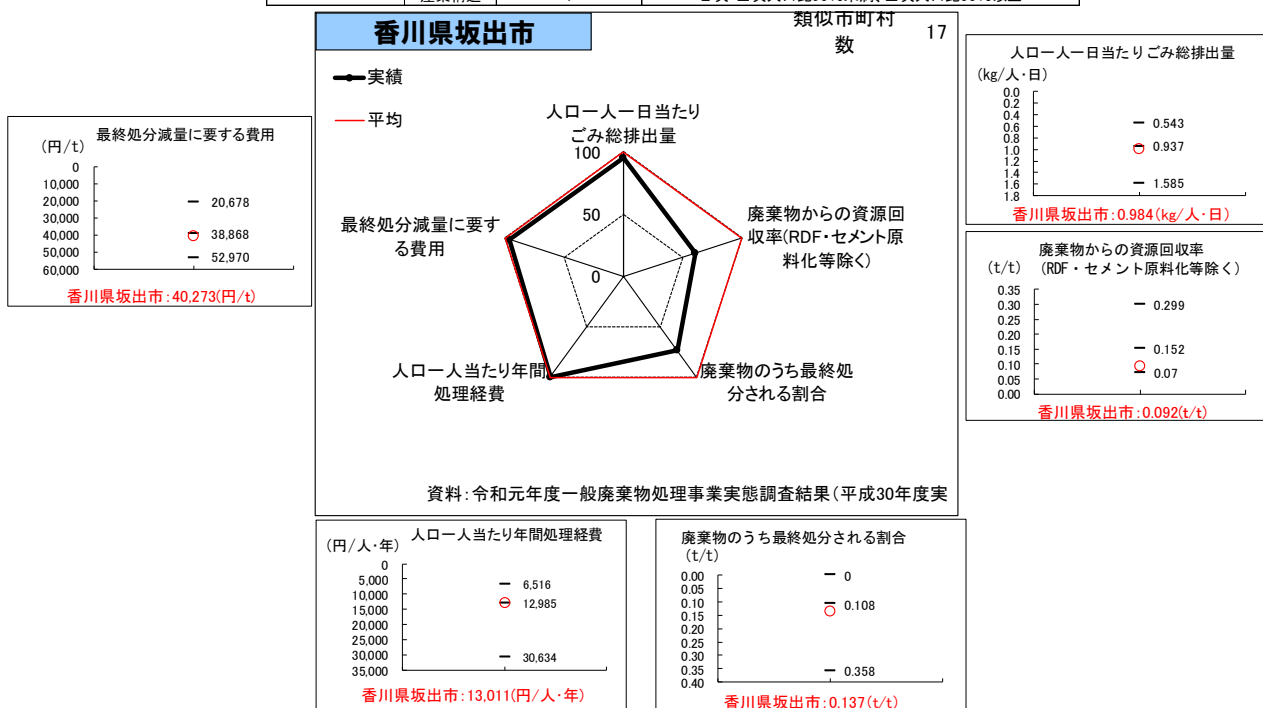 香川県坂出市
類似市町村
数
17
実績
平均
人口一人一日当たり
ごみ総排出量
廃棄物からの資源回
収率(RDF・セメント原
料化等除く)
廃棄物のうち最終処
分される割合
人口一人当たり年間
処理経費
最終処分減量に要す
る費用
100
50
0
資料:令和元年度一般廃棄物処理事業実態調査結果(平成30年度実
最終処分減量に要する費用
(円/t)
0
10,000
20,000
30,000
40,000
50,000
60,000
20,678
38,868
52,970
香川県坂出市:40,273(円/t)
人口一人一日当たりごみ総排出量
(kg/人・日)
0.0
0.2
0.4
0.6
0.8
1.0
1.2
1.4
1.6
1.8
0.543
0.937
1.585
香川県坂出市:0.984(kg/人・日)
廃棄物からの資源回収率
(t/t)
(RDF・セメント原料化等除く)
0.35
0.30
0.25
0.20
0.15
0.10
0.05
0.00
0.299
0.152
0.07
香川県坂出市:0.092(t/t)
人口一人当たり年間処理経費
(円/人・年)
0
5,000
10,000
15,000
20,000
25,000
30,000
35,000
6,516
12,985
30,634
香川県坂出市:13,011(円/人・年)
廃棄物のうち最終処分される割合
(t/t)
0.00
0.05
0.10
0.15
0.20
0.25
0.30
0.35
0.40
0
0.108
0.358
香川県坂出市:0.137(t/t)